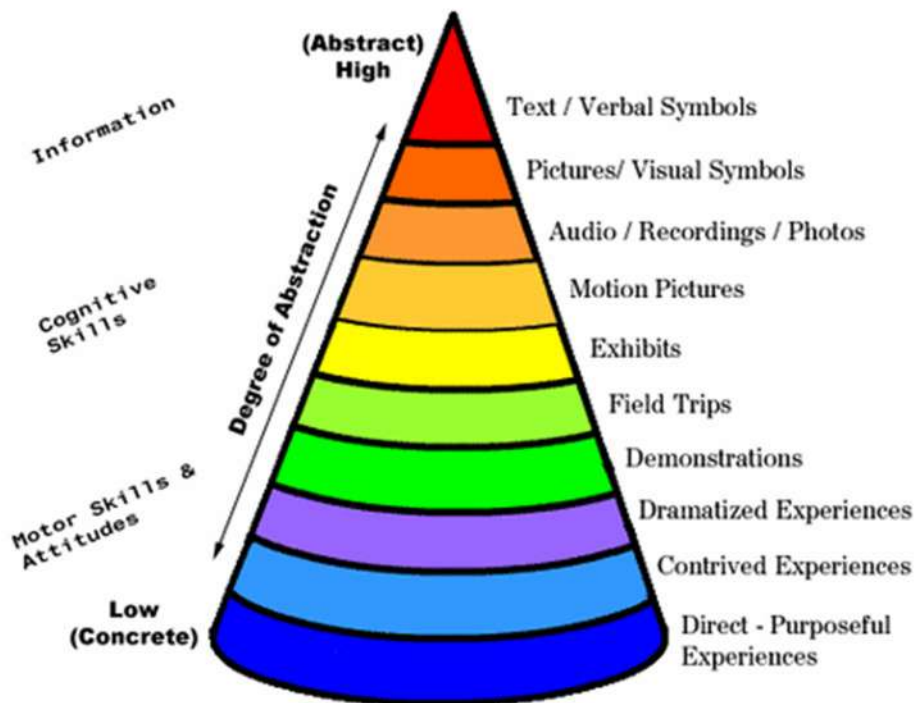 (Abstract)
High
Information
Text / Verbal Symbols
Pictures/ Visual Symbols
Audio / Recordings / Photos
Degree of Abstraction
Motion Pictures
Cognitive
Skills
Exhibits
Field Trips
Demonstrations
Motor Skills &
Attitudes
Dramatized Experiences
Contrived Experiences
Low
(Concrete)
Direct - Purposeful
Experiences